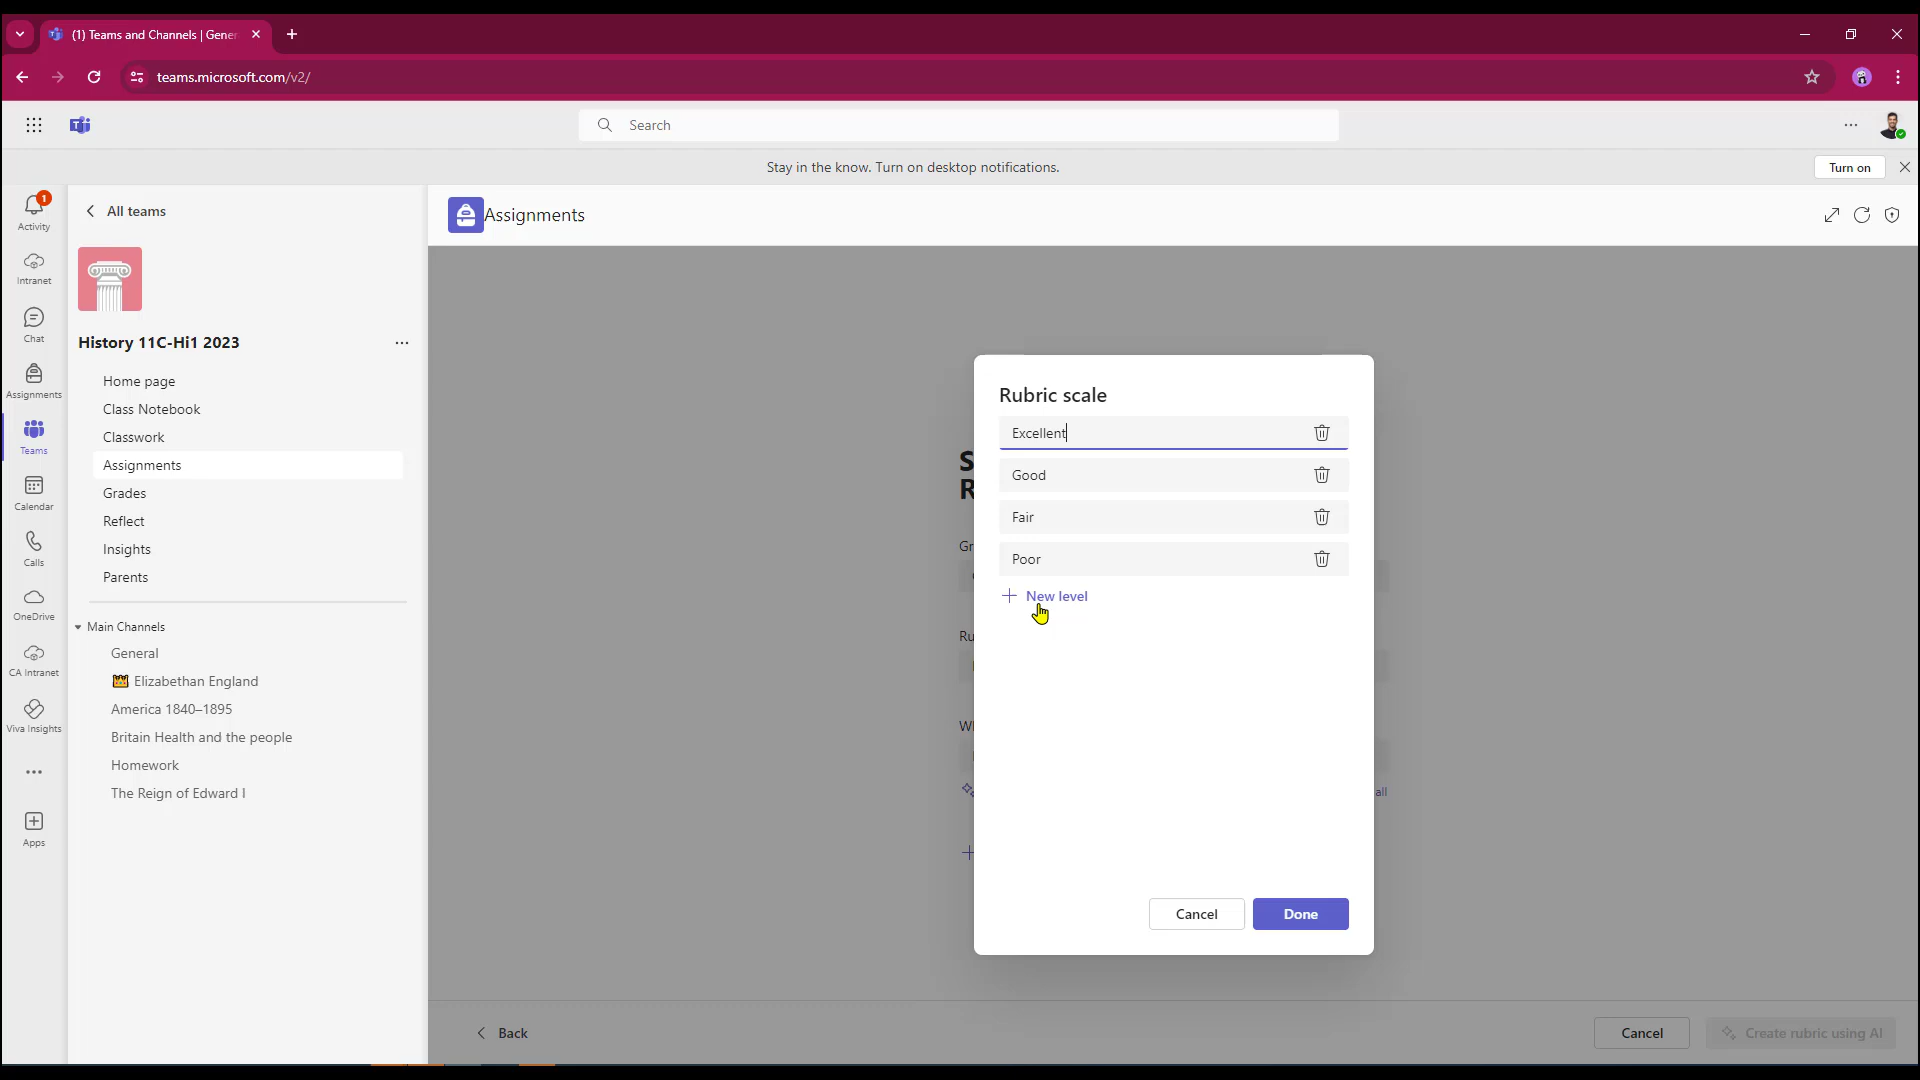 (1) Teams and Channels | Gener
teams.microsoft.com/v2/
Search
Stay in the know. Turn on desktop notifications.
Turn on
Activity
1
Intranet
Chat
Assignments
Teams
Calendar
Calls
OneDrive
CA Intranet
Viva Insights
Apps
All teams
History 11C-Hi1 2023
Home page
Class Notebook
Classwork
Assignments
Grades
Reflect
Insights
Parents
Main Channels
General
Elizabethan England
America 1840–1895
Britain Health and the people
Homework
The Reign of Edward I
Assignments
S
R
Gr
Ru
all
Rubric scale
Excellent
Good
Fair
Poor
New level
Cancel
Done
Back
Cancel
Create rubric using AI